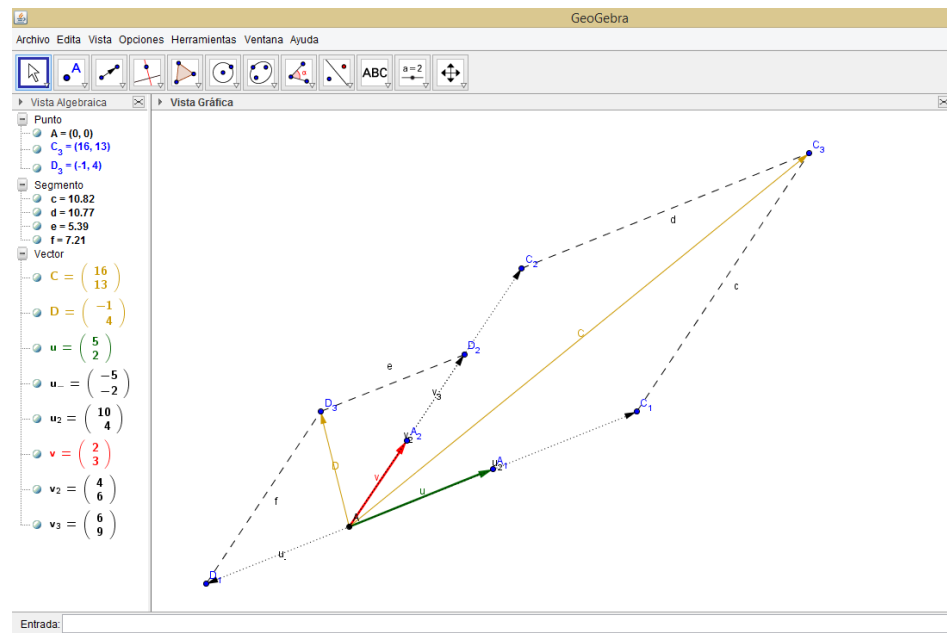 GeoGebra
Archivo Edita Vista Opciones Herramientas Ventana Ayuda
A
α
ABC
a=2
Vista Algebraica
Vista Gráfica
Punto
A = (0, 0)
C₃ = (16, 13)
D₃ = (-1, 4)
Segmento
c = 10.82
d = 10.77
e = 5.39
f = 7.21
Vector
C = ( 16
13 )
D = ( −1
4 )
u = ( 5
2 )
u_ = ( −5
−2 )
u₂ = ( 10
4 )
v = ( 2
3 )
v₂ = ( 4
6 )
v₃ = ( 6
9 )
C₃
d
C₂
c
C
D₂
e
v₃
D₃
C₁
A₂
v₂
D
v
u₂
A₁
u
f
A
u_
D₁
Entrada: